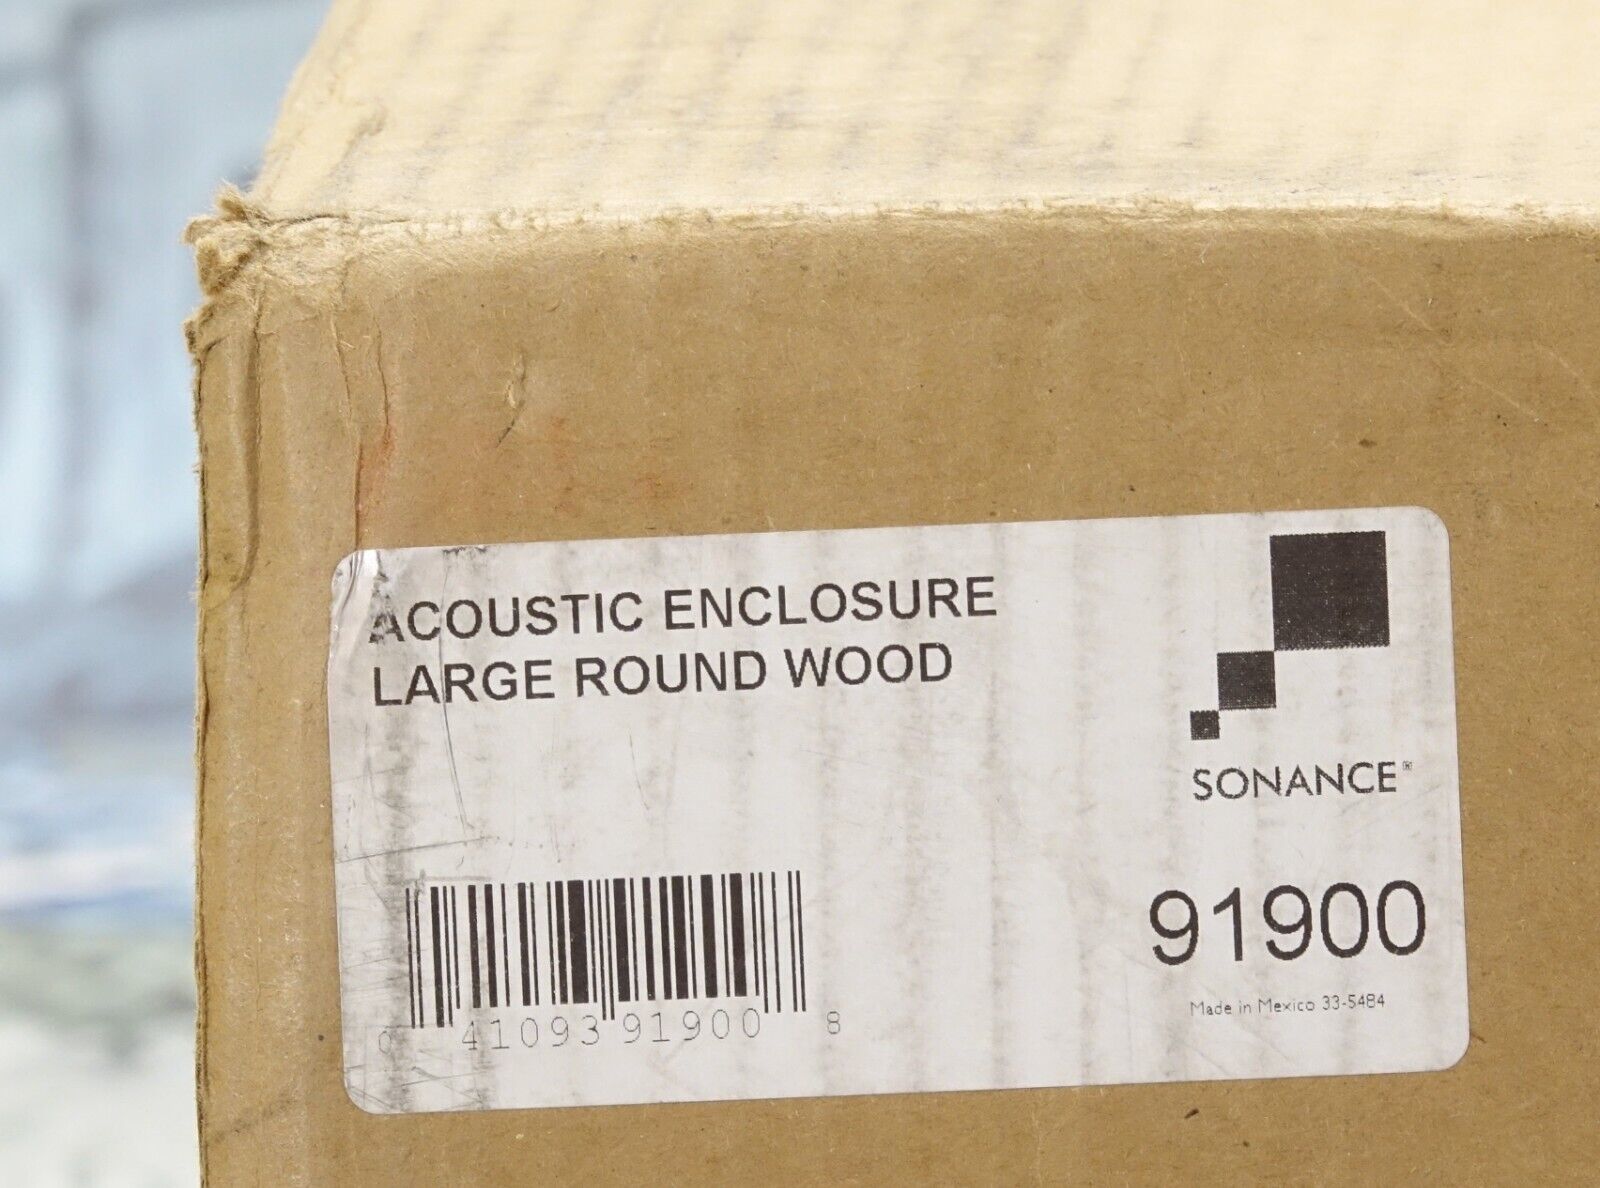 ACOUSTIC ENCLOSURE
LARGE ROUND WOOD
SONANCE®
91900
Made in Mexico 33-5484
0 41093 91900 8